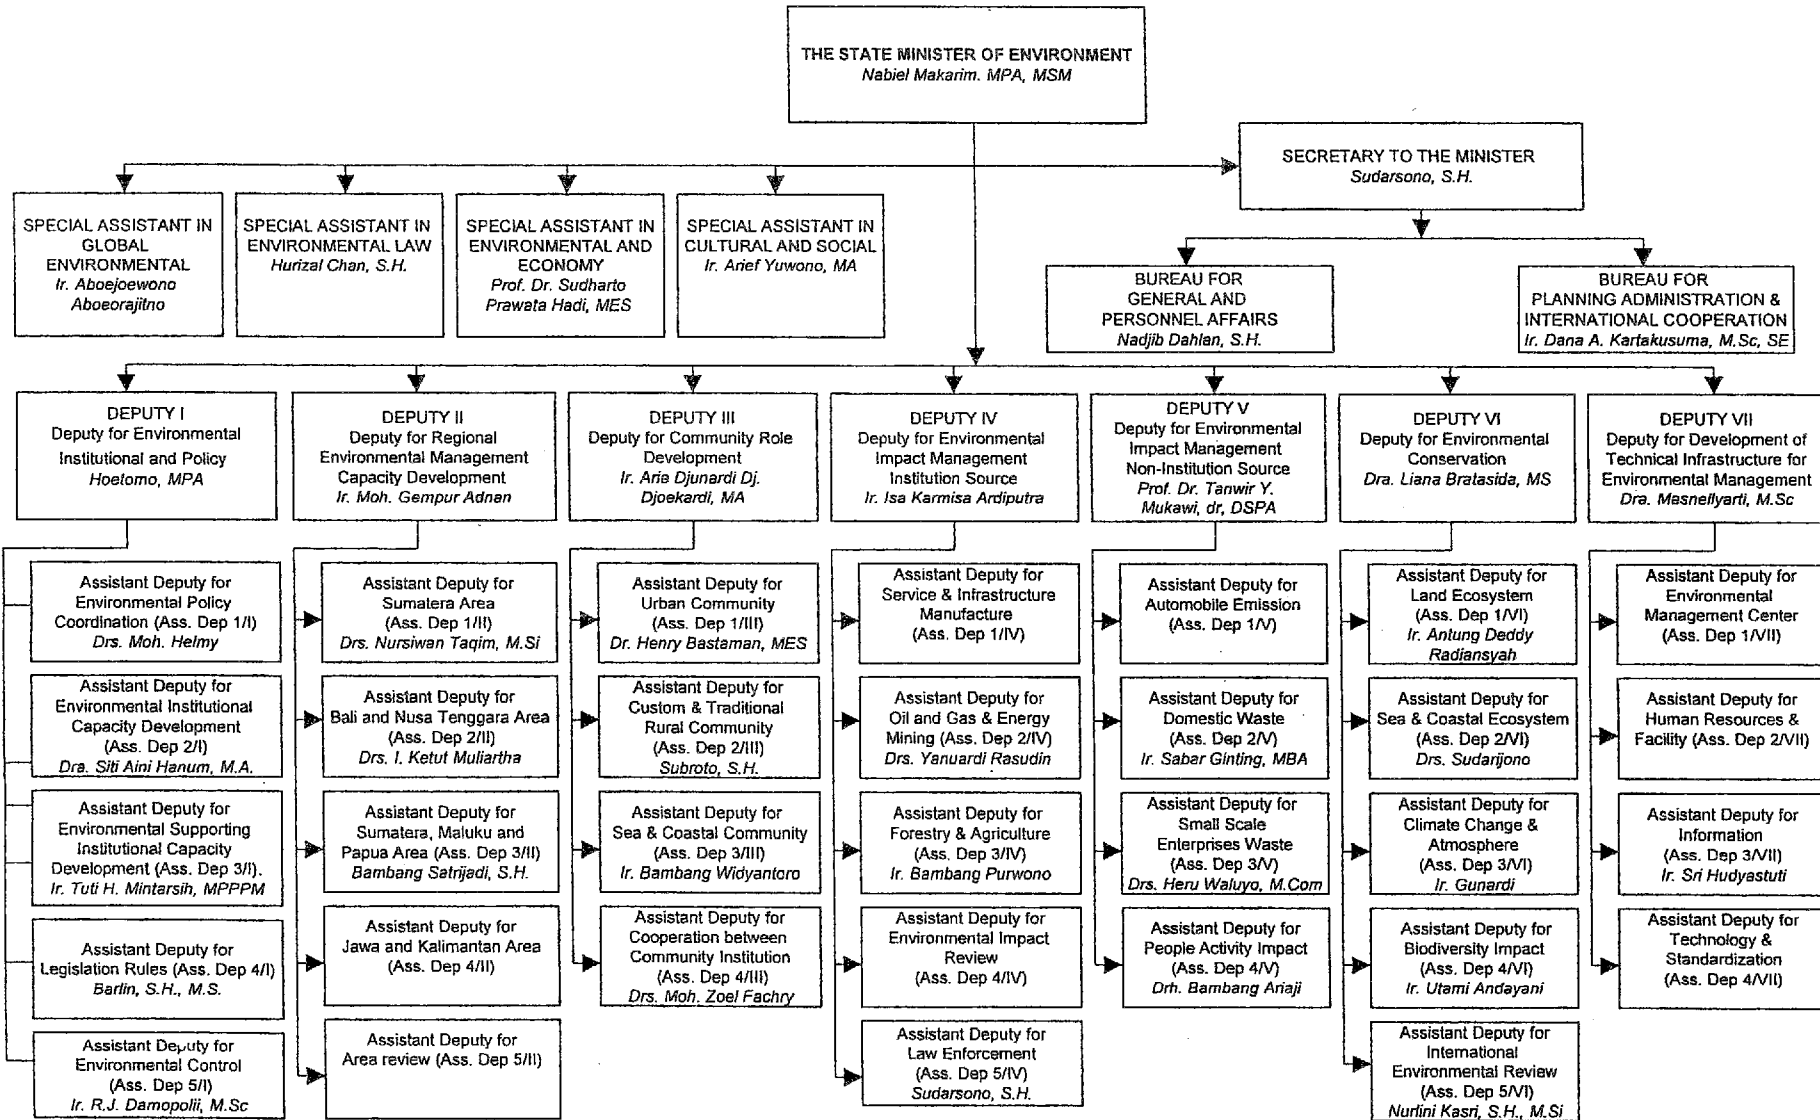 THE STATE MINISTER OF ENVIRONMENT
Nabiel Makarim. MPA, MSM
SECRETARY TO THE MINISTER
Sudarsono, S.H.
SPECIAL ASSISTANT IN
GLOBAL
ENVIRONMENTAL
Ir. Aboejoewono
Aboeorajitno
SPECIAL ASSISTANT IN
ENVIRONMENTAL LAW
Hurizal Chan, S.H.
SPECIAL ASSISTANT IN
ENVIRONMENTAL AND
ECONOMY
Prof. Dr. Sudharto
Prawata Hadi, MES
SPECIAL ASSISTANT IN
CULTURAL AND SOCIAL
Ir. Arief Yuwono, MA
BUREAU FOR
GENERAL AND
PERSONNEL AFFAIRS
Nadjib Dahlan, S.H.
BUREAU FOR
PLANNING ADMINISTRATION &
INTERNATIONAL COOPERATION
Ir. Dana A. Kartakusuma, M.Sc, SE
DEPUTY I
Deputy for Environmental
Institutional and Policy
Hoetomo, MPA
DEPUTY II
Deputy for Regional
Environmental Management
Capacity Development
Ir. Moh. Gempur Adnan
DEPUTY III
Deputy for Community Role
Development
Ir. Aria Djunardi Dj.
Djoekardi, MA
DEPUTY IV
Deputy for Environmental
Impact Management
Institution Source
Ir. Isa Karmisa Ardiputra
DEPUTY V
Deputy for Environmental
Impact Management
Non-Institution Source
Prof. Dr. Tanwir Y.
Mukawi, dr, DSPA
DEPUTY VI
Deputy for Environmental
Conservation
Dra. Liana Bratasida, MS
DEPUTY VII
Deputy for Development of
Technical Infrastructure for
Environmental Management
Dra. Masnellyarti, M.Sc
Assistant Deputy for
Environmental Policy
Coordination (Ass. Dep 1/I)
Drs. Moh. Helmy
Assistant Deputy for
Environmental Institutional
Capacity Development
(Ass. Dep 2/I)
Dra. Siti Aini Hanum, M.A.
Assistant Deputy for
Environmental Supporting
Institutional Capacity
Development (Ass. Dep 3/I).
Ir. Tuti H. Mintarsih, MPPPM
Assistant Deputy for
Legislation Rules (Ass. Dep 4/I)
Barlin, S.H., M.S.
Assistant Deputy for
Environmental Control
(Ass. Dep 5/I)
Ir. R.J. Damopolii, M.Sc
Assistant Deputy for
Sumatera Area
(Ass. Dep 1/II)
Drs. Nursiwan Taqim, M.Si
Assistant Deputy for
Bali and Nusa Tenggara Area
(Ass. Dep 2/II)
Drs. I. Ketut Muliartha
Assistant Deputy for
Sumatera, Maluku and
Papua Area (Ass. Dep 3/II)
Bambang Satrijadi, S.H.
Assistant Deputy for
Jawa and Kalimantan Area
(Ass. Dep 4/II)
Assistant Deputy for
Area review (Ass. Dep 5/II)
Assistant Deputy for
Urban Community
(Ass. Dep 1/III)
Dr. Henry Bastaman, MES
Assistant Deputy for
Custom & Traditional
Rural Community
(Ass. Dep 2/III)
Subroto, S.H.
Assistant Deputy for
Sea & Coastal Community
(Ass. Dep 3/III)
Ir. Bambang Widyantoro
Assistant Deputy for
Cooperation between
Community Institution
(Ass. Dep 4/III)
Drs. Moh. Zoel Fachry
Assistant Deputy for
Service & Infrastructure
Manufacture
(Ass. Dep 1/IV)
Assistant Deputy for
Oil and Gas & Energy
Mining (Ass. Dep 2/IV)
Drs. Yanuardi Rasudin
Assistant Deputy for
Forestry & Agriculture
(Ass. Dep 3/IV)
Ir. Bambang Purwono
Assistant Deputy for
Environmental Impact
Review
(Ass. Dep 4/IV)
Assistant Deputy for
Law Enforcement
(Ass. Dep 5/IV)
Sudarsono, S.H.
Assistant Deputy for
Automobile Emission
(Ass. Dep 1/V)
Assistant Deputy for
Domestic Waste
(Ass. Dep 2/V)
Ir. Sabar Ginting, MBA
Assistant Deputy for
Small Scale
Enterprises Waste
(Ass. Dep 3/V)
Drs. Heru Waluyo, M.Com
Assistant Deputy for
People Activity Impact
(Ass. Dep 4/V)
Drh. Bambang Ariaji
Assistant Deputy for
Land Ecosystem
(Ass. Dep 1/VI)
Ir. Antung Deddy
Radiansyah
Assistant Deputy for
Sea & Coastal Ecosystem
(Ass. Dep 2/VI)
Drs. Sudarijono
Assistant Deputy for
Climate Change &
Atmosphere
(Ass. Dep 3/VI)
Ir. Gunardi
Assistant Deputy for
Biodiversity Impact
(Ass. Dep 4/VI)
Ir. Utami Andayani
Assistant Deputy for
International
Environmental Review
(Ass. Dep 5/VI)
Nurlini Kasri, S.H., M.Si
Assistant Deputy for
Environmental
Management Center
(Ass. Dep 1/VII)
Assistant Deputy for
Human Resources &
Facility (Ass. Dep 2/VII)
Assistant Deputy for
Information
(Ass. Dep 3/VII)
Ir. Sri Hudyastuti
Assistant Deputy for
Technology &
Standardization
(Ass. Dep 4/VII)